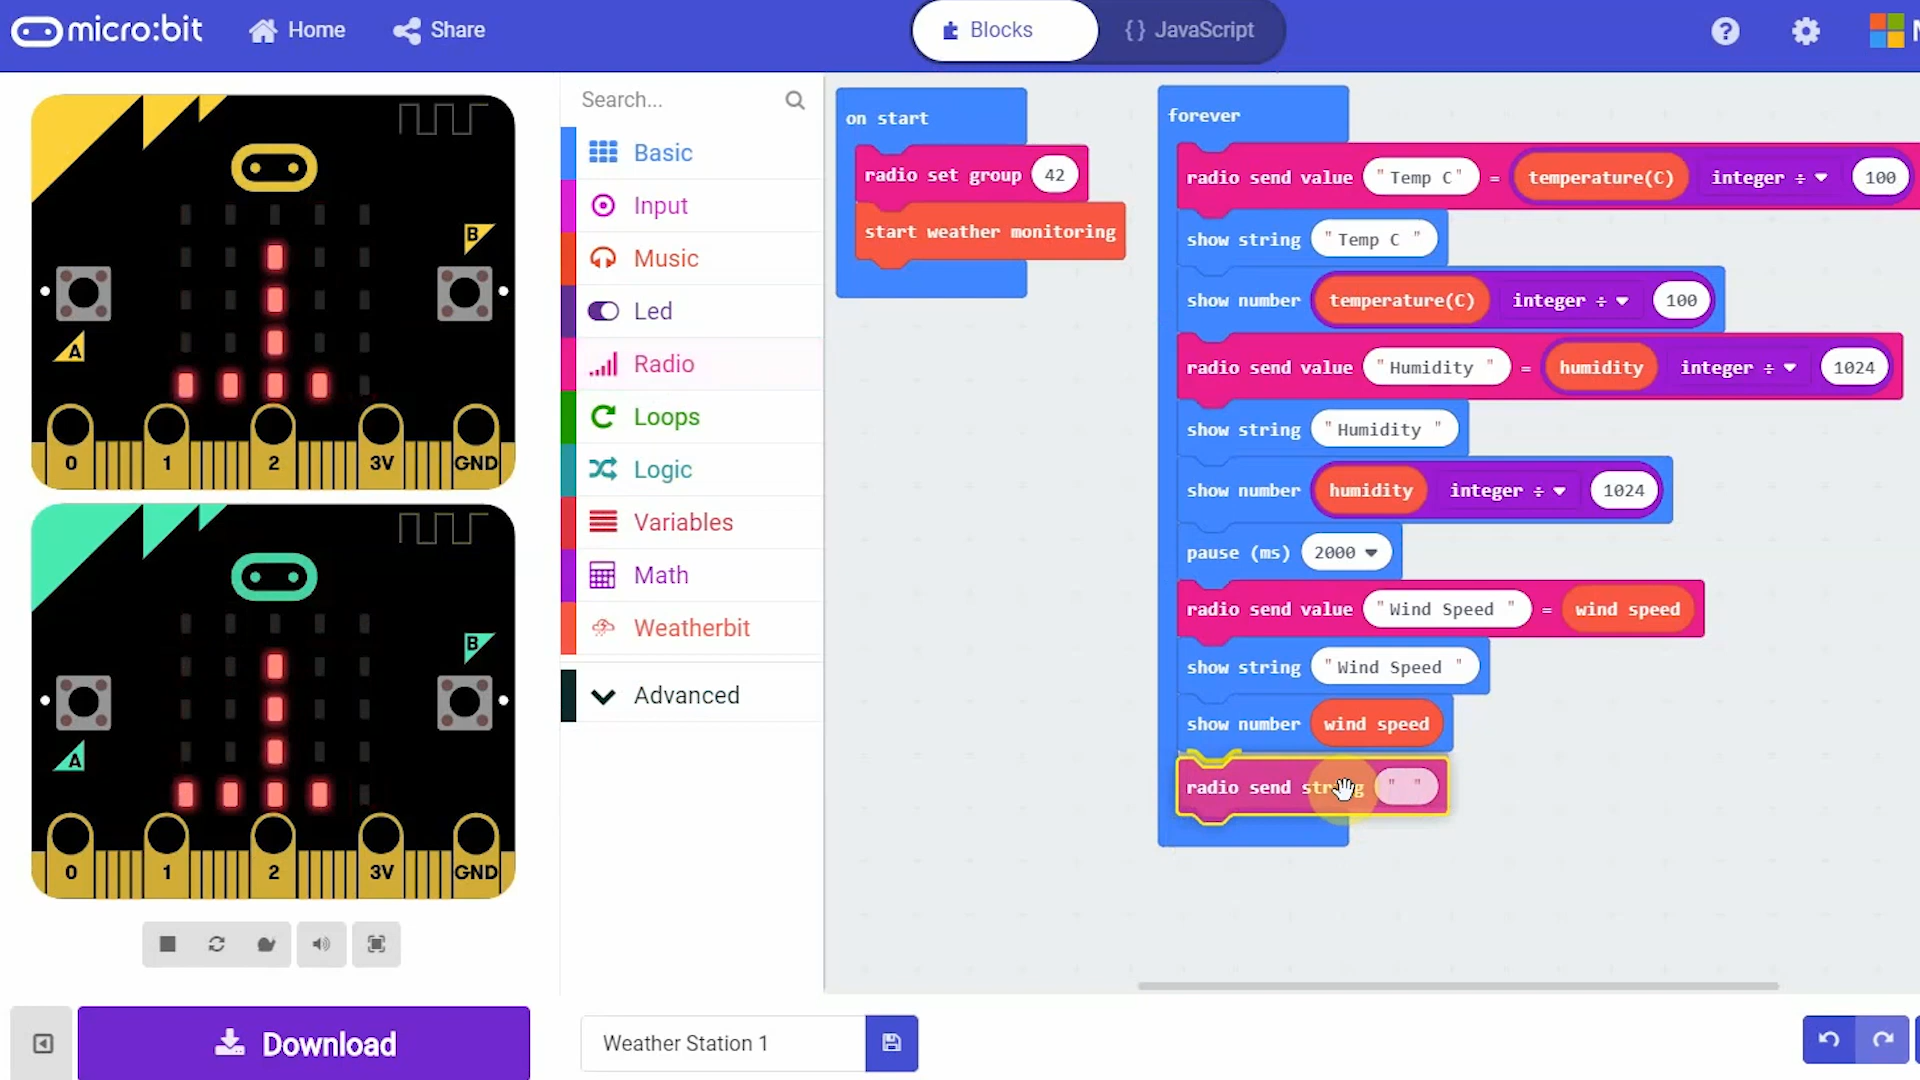 micro:bit
Home
Share
Blocks
{} JavaScript
?
B
A
0
1
2
3V
GND
B
A
0
1
2
3V
GND
Search...
Basic
Input
Music
Led
Radio
Loops
Logic
Variables
Math
Weatherbit
Advanced
on start
radio set group 42
start weather monitoring
forever
radio send value "Temp C" = temperature(C) integer ÷ 100
show string "Temp C "
show number temperature(C) integer ÷ 100
radio send value "Humidity " = humidity integer ÷ 1024
show string "Humidity "
show number humidity integer ÷ 1024
pause (ms) 2000
radio send value "Wind Speed " = wind speed
show string "Wind Speed "
show number wind speed
radio send string " "
Download
Weather Station 1